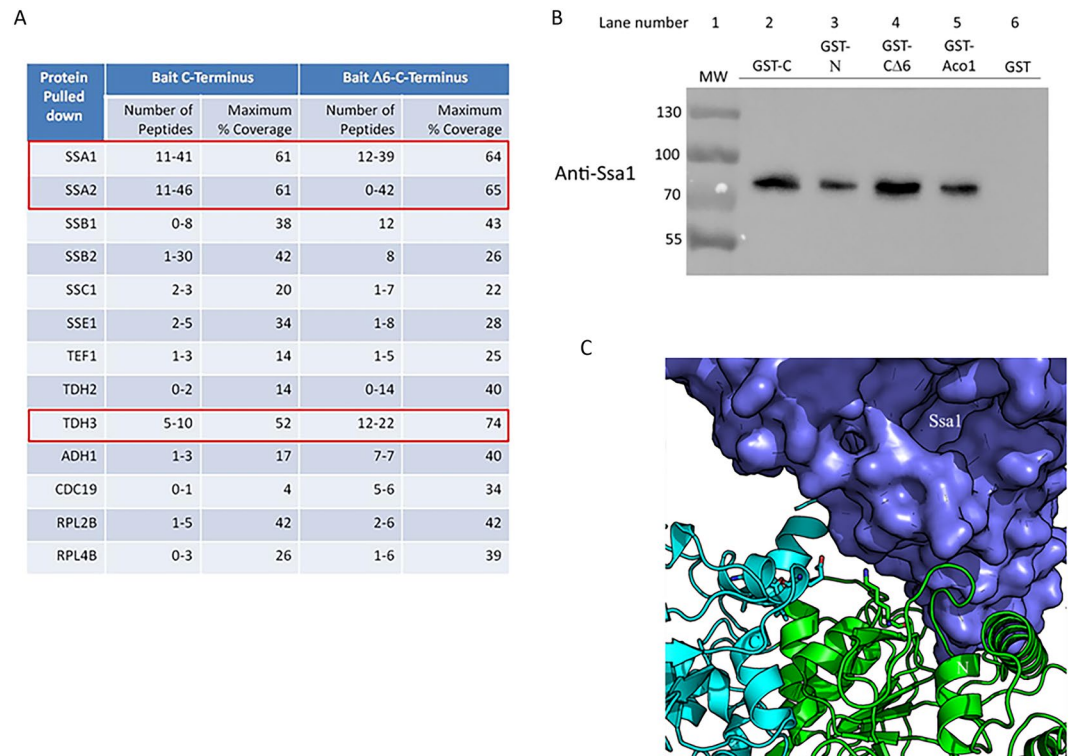 A
Protein Pulled down Bait C-Terminus Bait Δ6-C-Terminus
Number of Peptides Maximum % Coverage Number of Peptides Maximum % Coverage
SSA1 11-41 61 12-39 64
SSA2 11-46 61 0-42 65
SSB1 0-8 38 12 43
SSB2 1-30 42 8 26
SSC1 2-3 20 1-7 22
SSE1 2-5 34 1-8 28
TEF1 1-3 14 1-5 25
TDH2 0-2 14 0-14 40
TDH3 5-10 52 12-22 74
ADH1 1-3 17 7-7 40
CDC19 0-1 4 5-6 34
RPL2B 1-5 42 2-6 42
RPL4B 0-3 26 1-6 39
B
Lane number 1 2 3 4 5 6
MW GST-C GST-N GST-CΔ6 GST-Aco1 GST
130
100
Anti-Ssa1
70
55
C
Ssa1
N